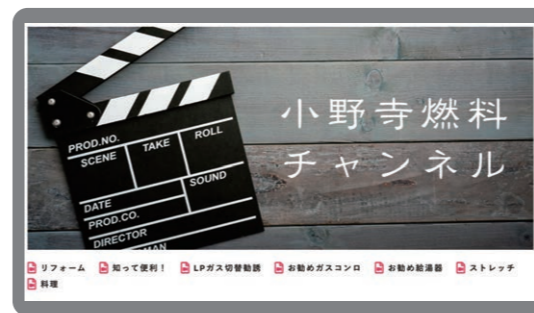 小野寺燃料
チャンネル
PROD.NO.
SCENE TAKE ROLL
SOUND
DATE
PROD.CO.
DIRECTOR
MAN
リフォーム 知って便利！ LPガス切替勧誘 お勧めガスコンロ お勧め給湯器 ストレッチ
料理